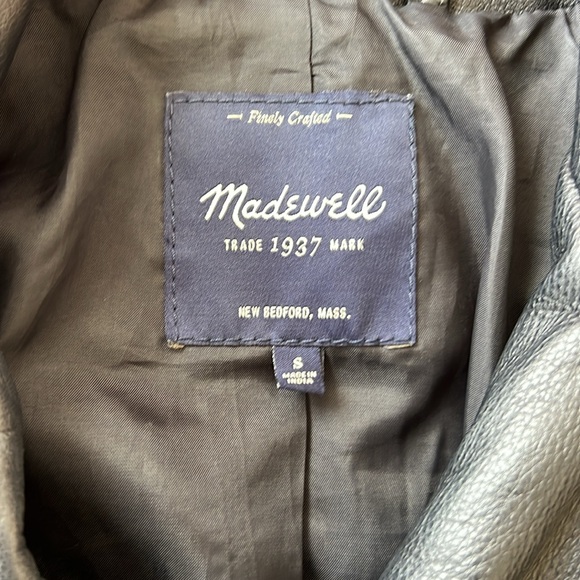 Finely Crafted
Madewell
TRADE 1937 MARK
NEW BEDFORD, MASS.
S
MADE IN
INDIA